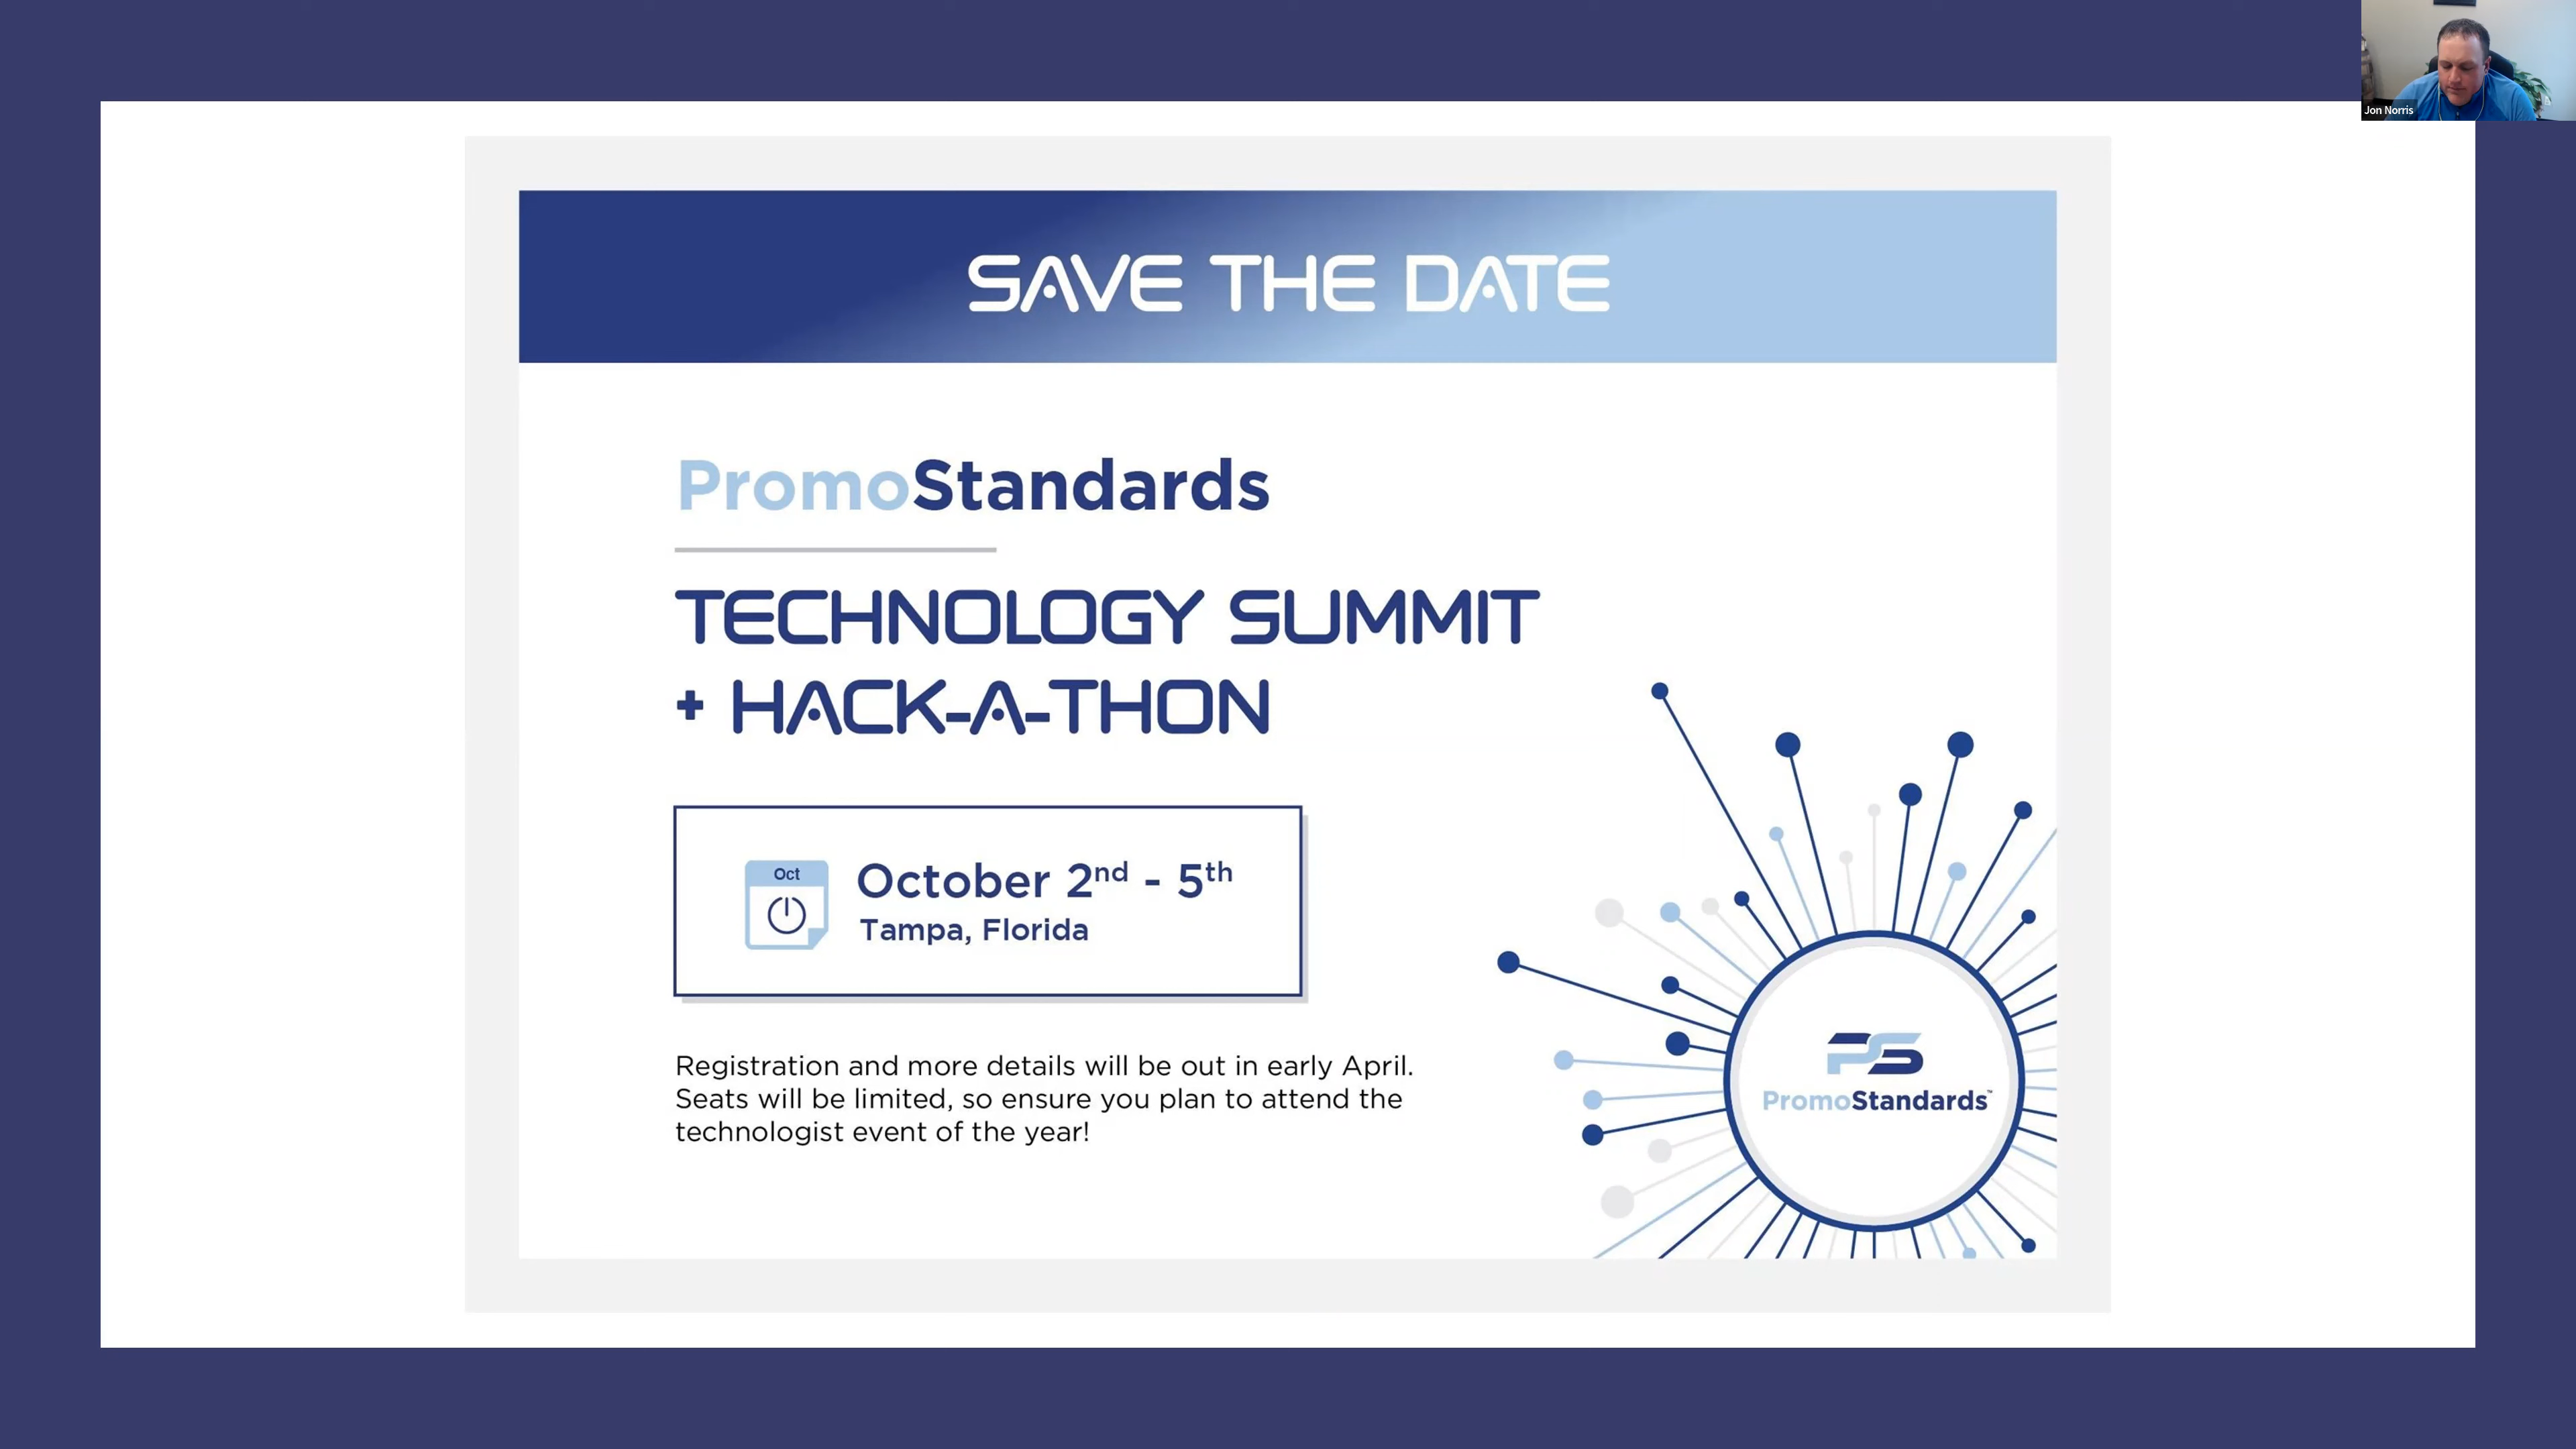 Jon Norris
SAVE THE DATE
PromoStandards
TECHNOLOGY SUMMIT
+ HACK-A-THON
Oct
October 2nd - 5th
Tampa, Florida
Registration and more details will be out in early April.
Seats will be limited, so ensure you plan to attend the
technologist event of the year!
PS
PromoStandards™